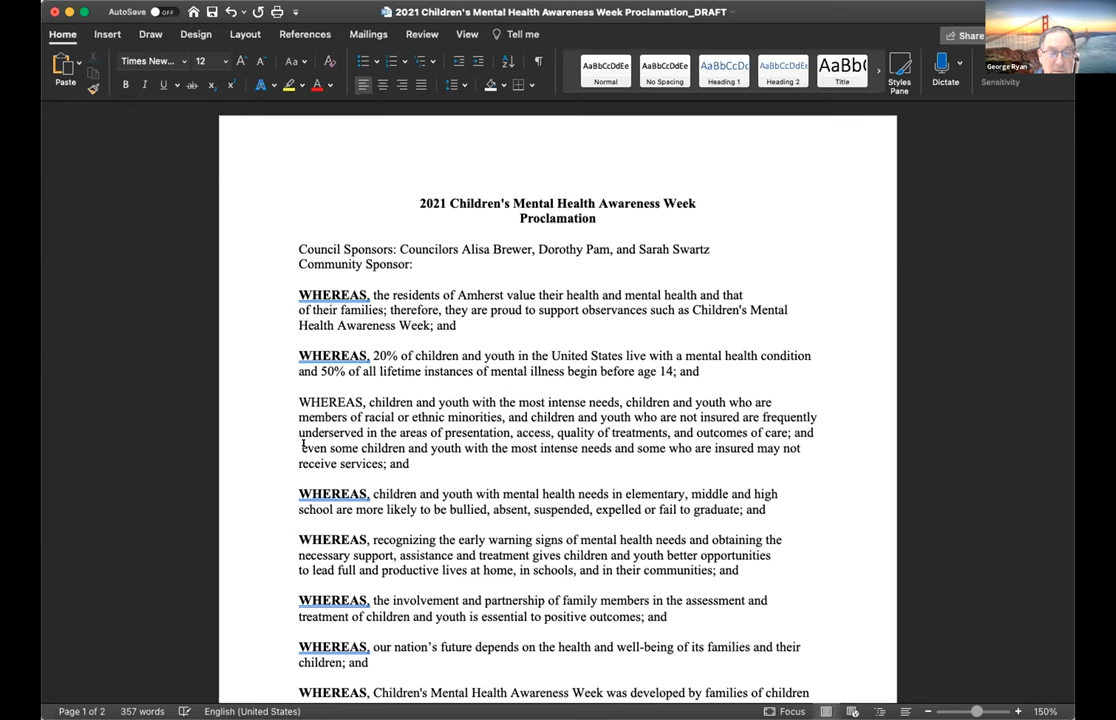 AutoSave OFF
2021 Children's Mental Health Awareness Week Proclamation_DRAFT
Home Insert Draw Design Layout References Mailings Review View Tell me
Share
George Ryan
Paste
Times New... 12
Aa
AaBbCcDdEe AaBbCcDdEe AaBbCcDc AaBbCcDdEe AaBb(
Normal No Spacing Heading 1 Heading 2 Title
Styles Pane
Dictate
Sensitivity
2021 Children's Mental Health Awareness Week
Proclamation
Council Sponsors: Councilors Alisa Brewer, Dorothy Pam, and Sarah Swartz
Community Sponsor:
WHEREAS, the residents of Amherst value their health and mental health and that
of their families; therefore, they are proud to support observances such as Children's Mental
Health Awareness Week; and
WHEREAS, 20% of children and youth in the United States live with a mental health condition
and 50% of all lifetime instances of mental illness begin before age 14; and
WHEREAS, children and youth with the most intense needs, children and youth who are
members of racial or ethnic minorities, and children and youth who are not insured are frequently
underserved in the areas of presentation, access, quality of treatments, and outcomes of care; and
even some children and youth with the most intense needs and some who are insured may not
receive services; and
WHEREAS, children and youth with mental health needs in elementary, middle and high
school are more likely to be bullied, absent, suspended, expelled or fail to graduate; and
WHEREAS, recognizing the early warning signs of mental health needs and obtaining the
necessary support, assistance and treatment gives children and youth better opportunities
to lead full and productive lives at home, in schools, and in their communities; and
WHEREAS, the involvement and partnership of family members in the assessment and
treatment of children and youth is essential to positive outcomes; and
WHEREAS, our nation’s future depends on the health and well-being of its families and their
children; and
WHEREAS, Children's Mental Health Awareness Week was developed by families of children
Page 1 of 2 357 words English (United States) Focus 150%